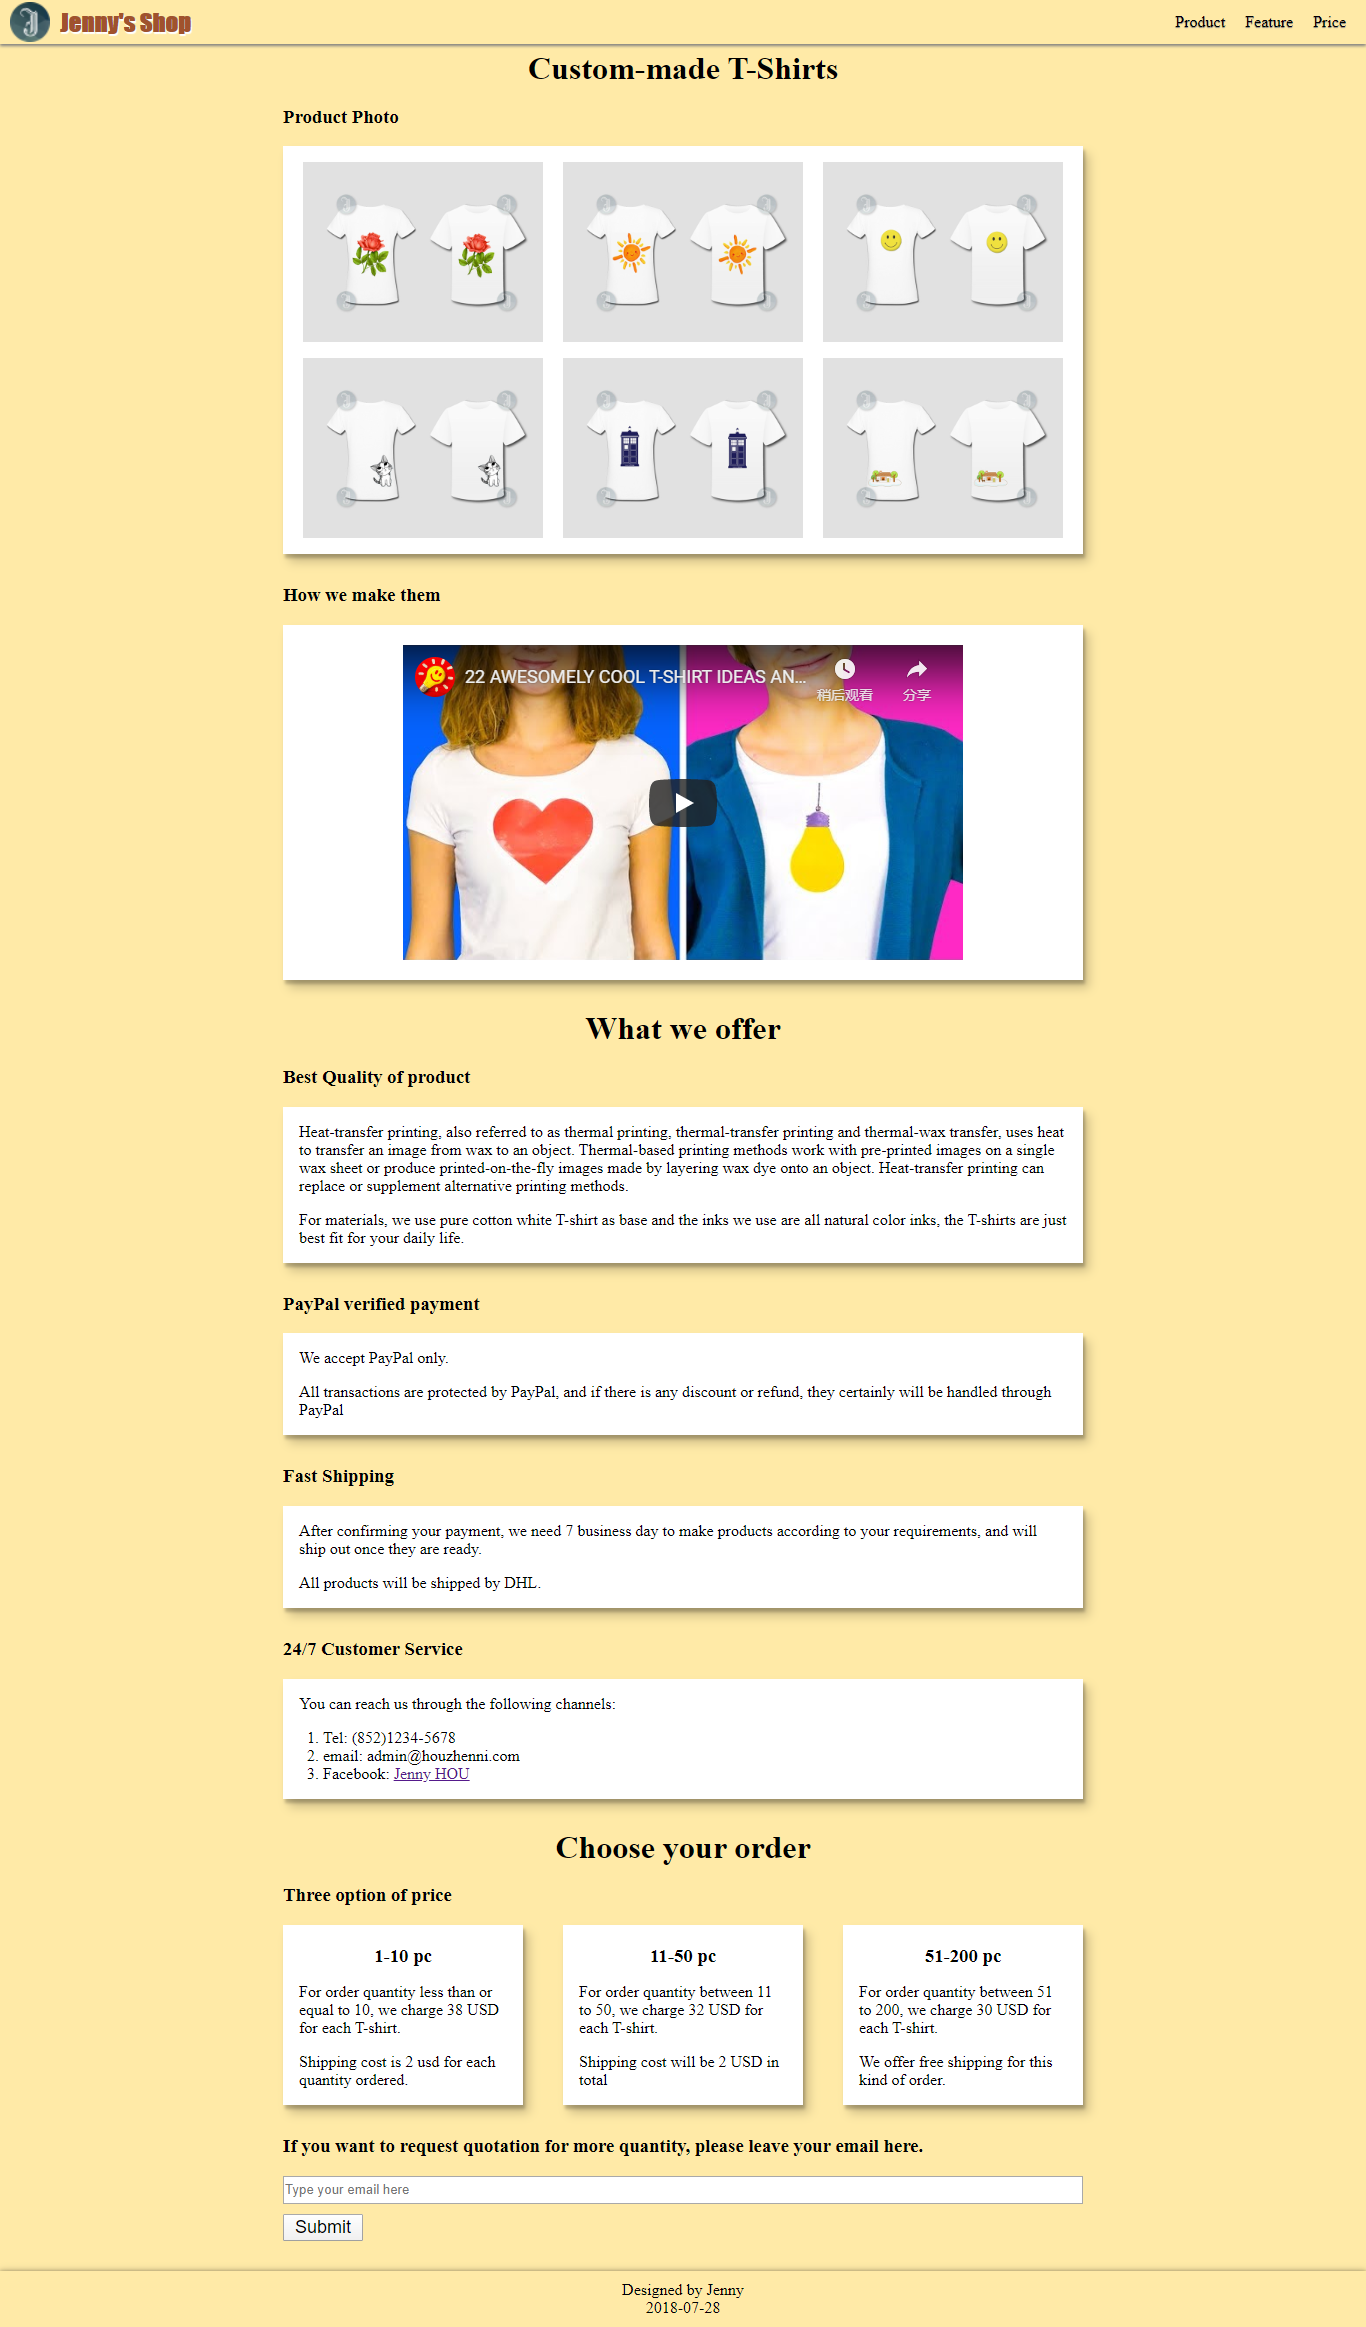 Jenny's Shop
Product Feature Price
Custom-made T-Shirts
Product Photo
How we make them
22 AWESOMELY COOL T-SHIRT IDEAS AN...
稍后观看 分享
What we offer
Best Quality of product
Heat-transfer printing, also referred to as thermal printing, thermal-transfer printing and thermal-wax transfer, uses heat
to transfer an image from wax to an object. Thermal-based printing methods work with pre-printed images on a single
wax sheet or produce printed-on-the-fly images made by layering wax dye onto an object. Heat-transfer printing can
replace or supplement alternative printing methods.
For materials, we use pure cotton white T-shirt as base and the inks we use are all natural color inks, the T-shirts are just
best fit for your daily life.
PayPal verified payment
We accept PayPal only.
All transactions are protected by PayPal, and if there is any discount or refund, they certainly will be handled through
PayPal
Fast Shipping
After confirming your payment, we need 7 business day to make products according to your requirements, and will
ship out once they are ready.
All products will be shipped by DHL.
24/7 Customer Service
You can reach us through the following channels:
1. Tel: (852)1234-5678
2. email: admin@houzhenni.com
3. Facebook: Jenny HOU
Choose your order
Three option of price
1-10 pc
For order quantity less than or
equal to 10, we charge 38 USD
for each T-shirt.
Shipping cost is 2 usd for each
quantity ordered.
11-50 pc
For order quantity between 11
to 50, we charge 32 USD for
each T-shirt.
Shipping cost will be 2 USD in
total
51-200 pc
For order quantity between 51
to 200, we charge 30 USD for
each T-shirt.
We offer free shipping for this
kind of order.
If you want to request quotation for more quantity, please leave your email here.
Type your email here
Submit
Designed by Jenny
2018-07-28